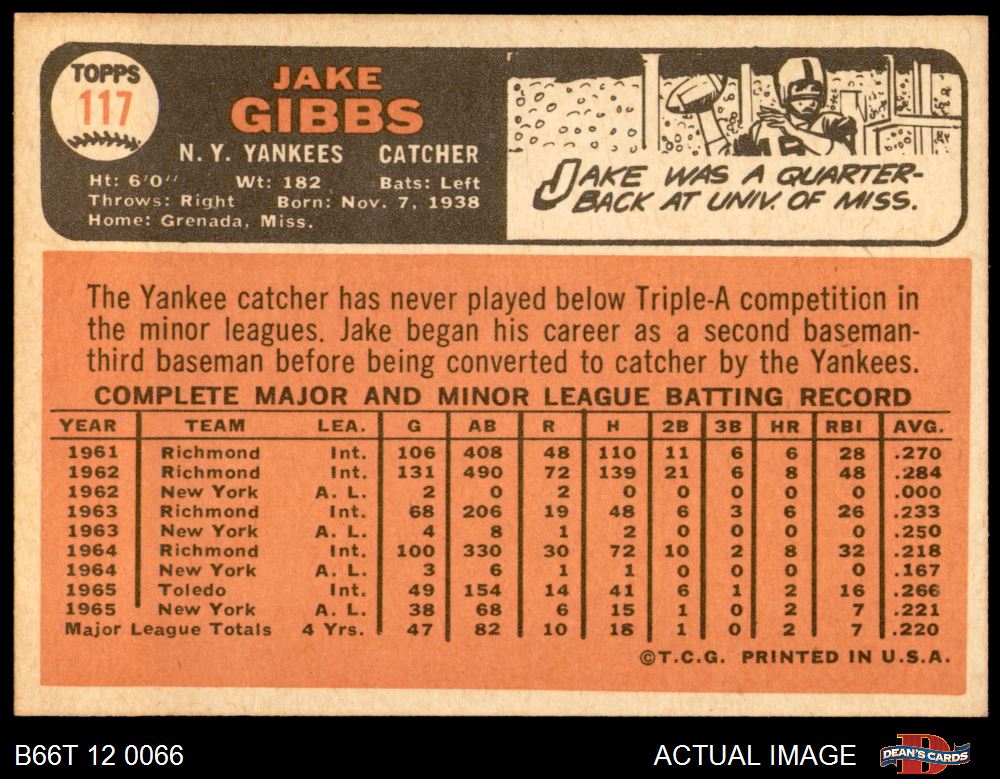 TOPPS
117
JAKE
GIBBS
N. Y. YANKEES CATCHER
Ht: 6'0" Wt: 182 Bats: Left
Throws: Right Born: Nov. 7, 1938
Home: Grenada, Miss.
JAKE WAS A QUARTER-
BACK AT UNIV. OF MISS.
The Yankee catcher has never played below Triple-A competition in
the minor leagues. Jake began his career as a second baseman-
third baseman before being converted to catcher by the Yankees.
COMPLETE MAJOR AND MINOR LEAGUE BATTING RECORD
YEAR TEAM LEA. G AB R H 2B 3B HR RBI AVG.
1961 Richmond Int. 106 408 48 110 11 6 6 28 .270
1962 Richmond Int. 131 490 72 139 21 6 8 48 .284
1962 New York A. L. 2 0 2 0 0 0 0 0 .000
1963 Richmond Int. 68 206 19 48 6 3 6 26 .233
1963 New York A. L. 4 8 1 2 0 0 0 0 .250
1964 Richmond Int. 100 330 30 72 10 2 8 32 .218
1964 New York A. L. 3 6 1 1 0 0 0 0 .167
1965 Toledo Int. 49 154 14 41 6 1 2 16 .266
1965 New York A. L. 38 68 6 15 1 0 2 7 .221
Major League Totals 4 Yrs. 47 82 10 18 1 0 2 7 .220
©T.C.G. PRINTED IN U.S.A.
B66T 12 0066 ACTUAL IMAGE DEAN'S CARDS